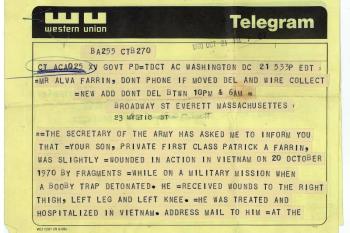 wu
western union
Telegram
BA255 CTB270
CT ACA025 XV GOVT PD=TDCT AC WASHINGTON DC 21 533P EDT
=MR ALVA FARRIN, DONT PHONE IF MOVED DEL AND WIRE COLLECT
NEW ADD DONT DEL BTWN 10PM & 6AM=
BROADWAY ST EVERETT MASSACHUSETTES
23 MYSTIC ST
=THE SECRETARY OF THE ARMY HAS ASKED ME TO INFORM YOU
THAT =YOUR SON, PRIVATE FIRST CLASS PATRICK A FARRIN,
WAS SLIGHTLY =WOUNDED IN ACTION IN VIETNAM ON 20 OCTOBER
1970 BY FRAGMENTS =WHILE ON A MILITARY MISSION WHEN
A BOOBY TRAP DETONATED. HE =RECEIVED WOUNDS TO THE RIGHT
THIGH, LEFT LEG AND LEFT KNEE. =HE WAS TREATED AND
HOSPITALIZED IN VIETNAM. ADDRESS MAIL TO HIM =AT THE